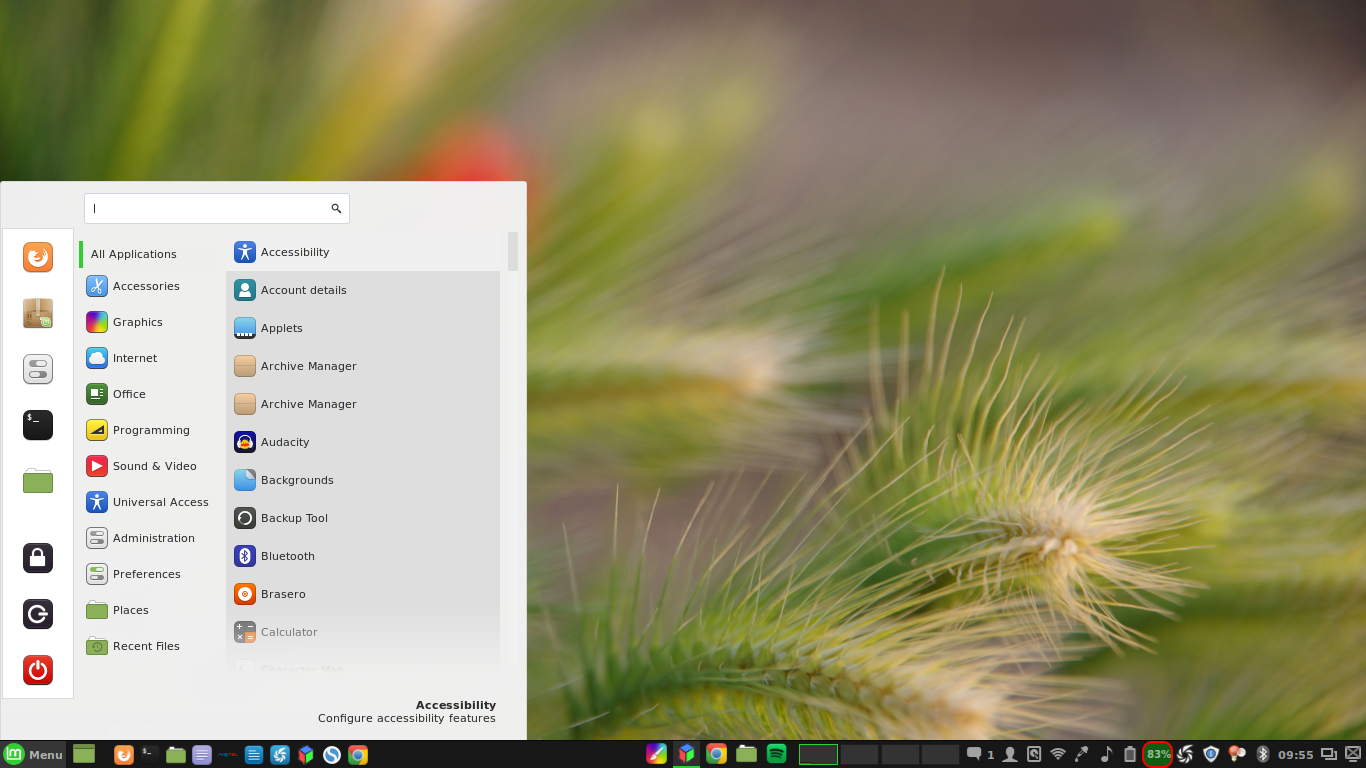 All Applications
Accessories
Graphics
Internet
Office
Programming
Sound & Video
Universal Access
Administration
Preferences
Places
Recent Files
Accessibility
Account details
Applets
Archive Manager
Archive Manager
Audacity
Backgrounds
Backup Tool
Bluetooth
Brasero
Calculator
Character Map
Accessibility
Configure accessibility features
Menu
1
83%
09:55